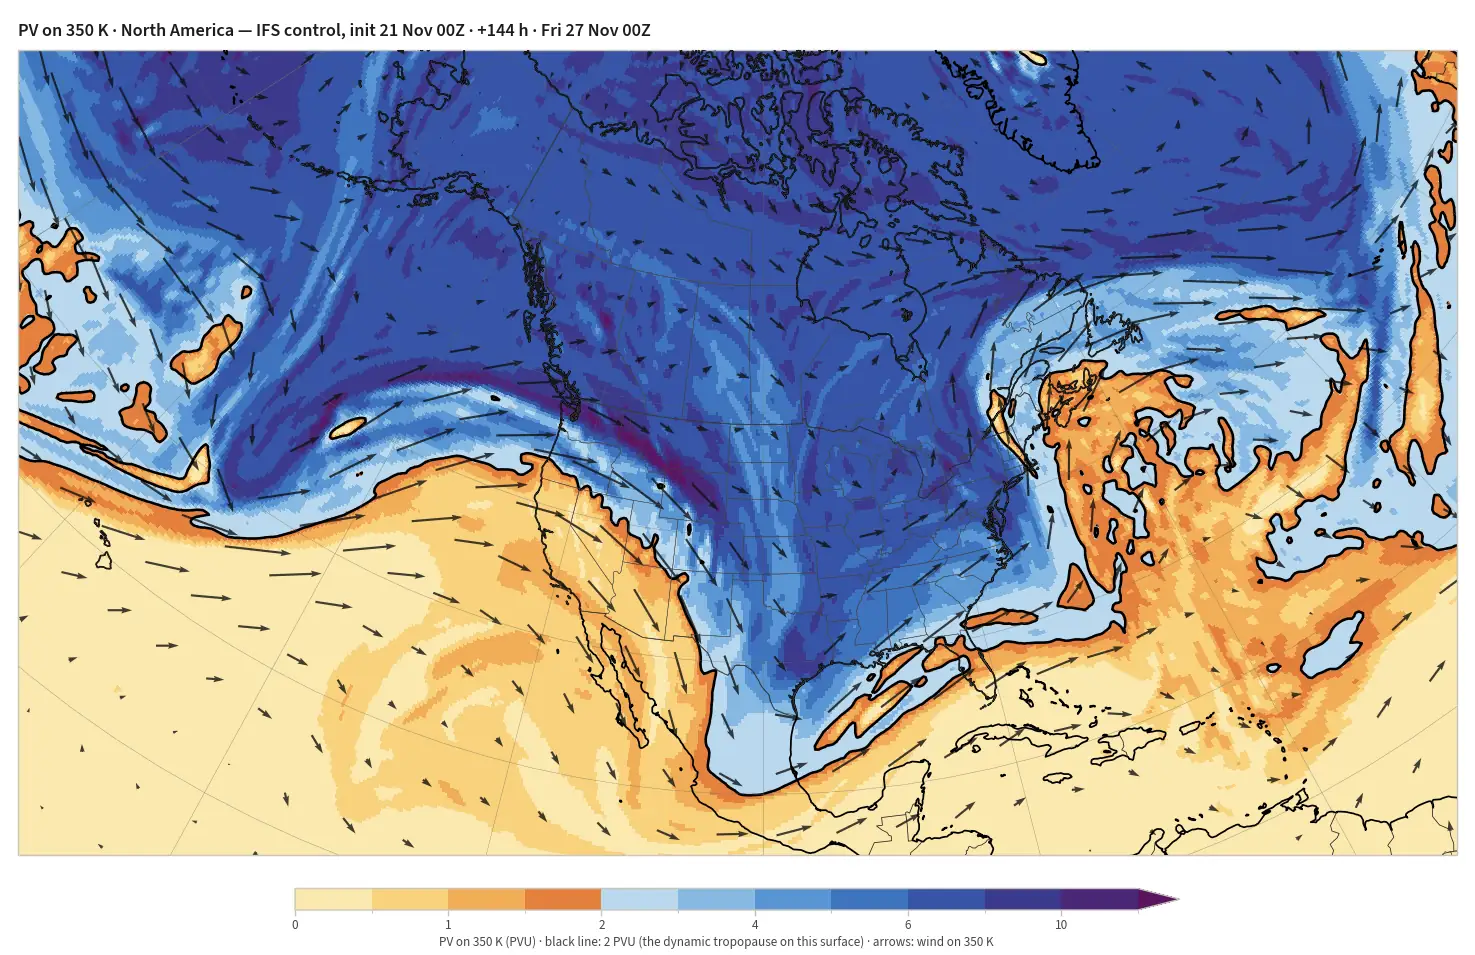 PV on 350 K · North America — IFS control, init 21 Nov 00Z · +144 h · Fri 27 Nov 00Z
0 1 2 4 6 10
PV on 350 K (PVU) · black line: 2 PVU (the dynamic tropopause on this surface) · arrows: wind on 350 K